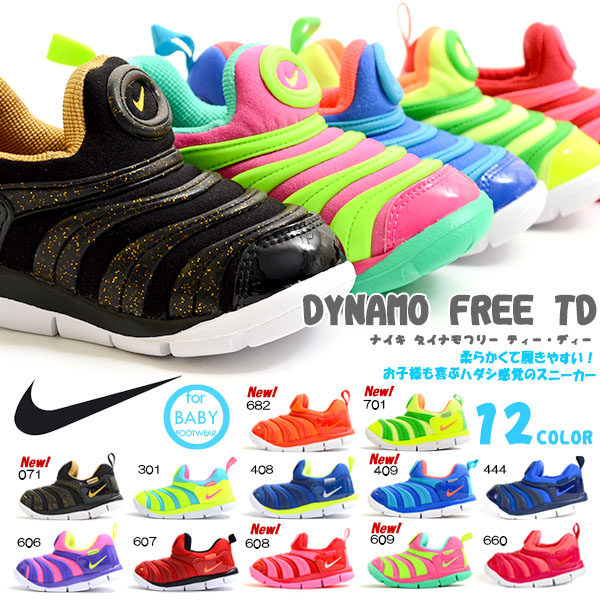 DYNAMO FREE TD
ナイキ ダイナモフリー ティー・ディー
柔らかくて履きやすい!
お子様も喜ぶハダシ感覚のスニーカー
for
BABY
FOOTWEAR
New!
682
New!
701
12 COLOR
New!
071
301
408
New!
409
444
606
607
New!
608
New!
609
660